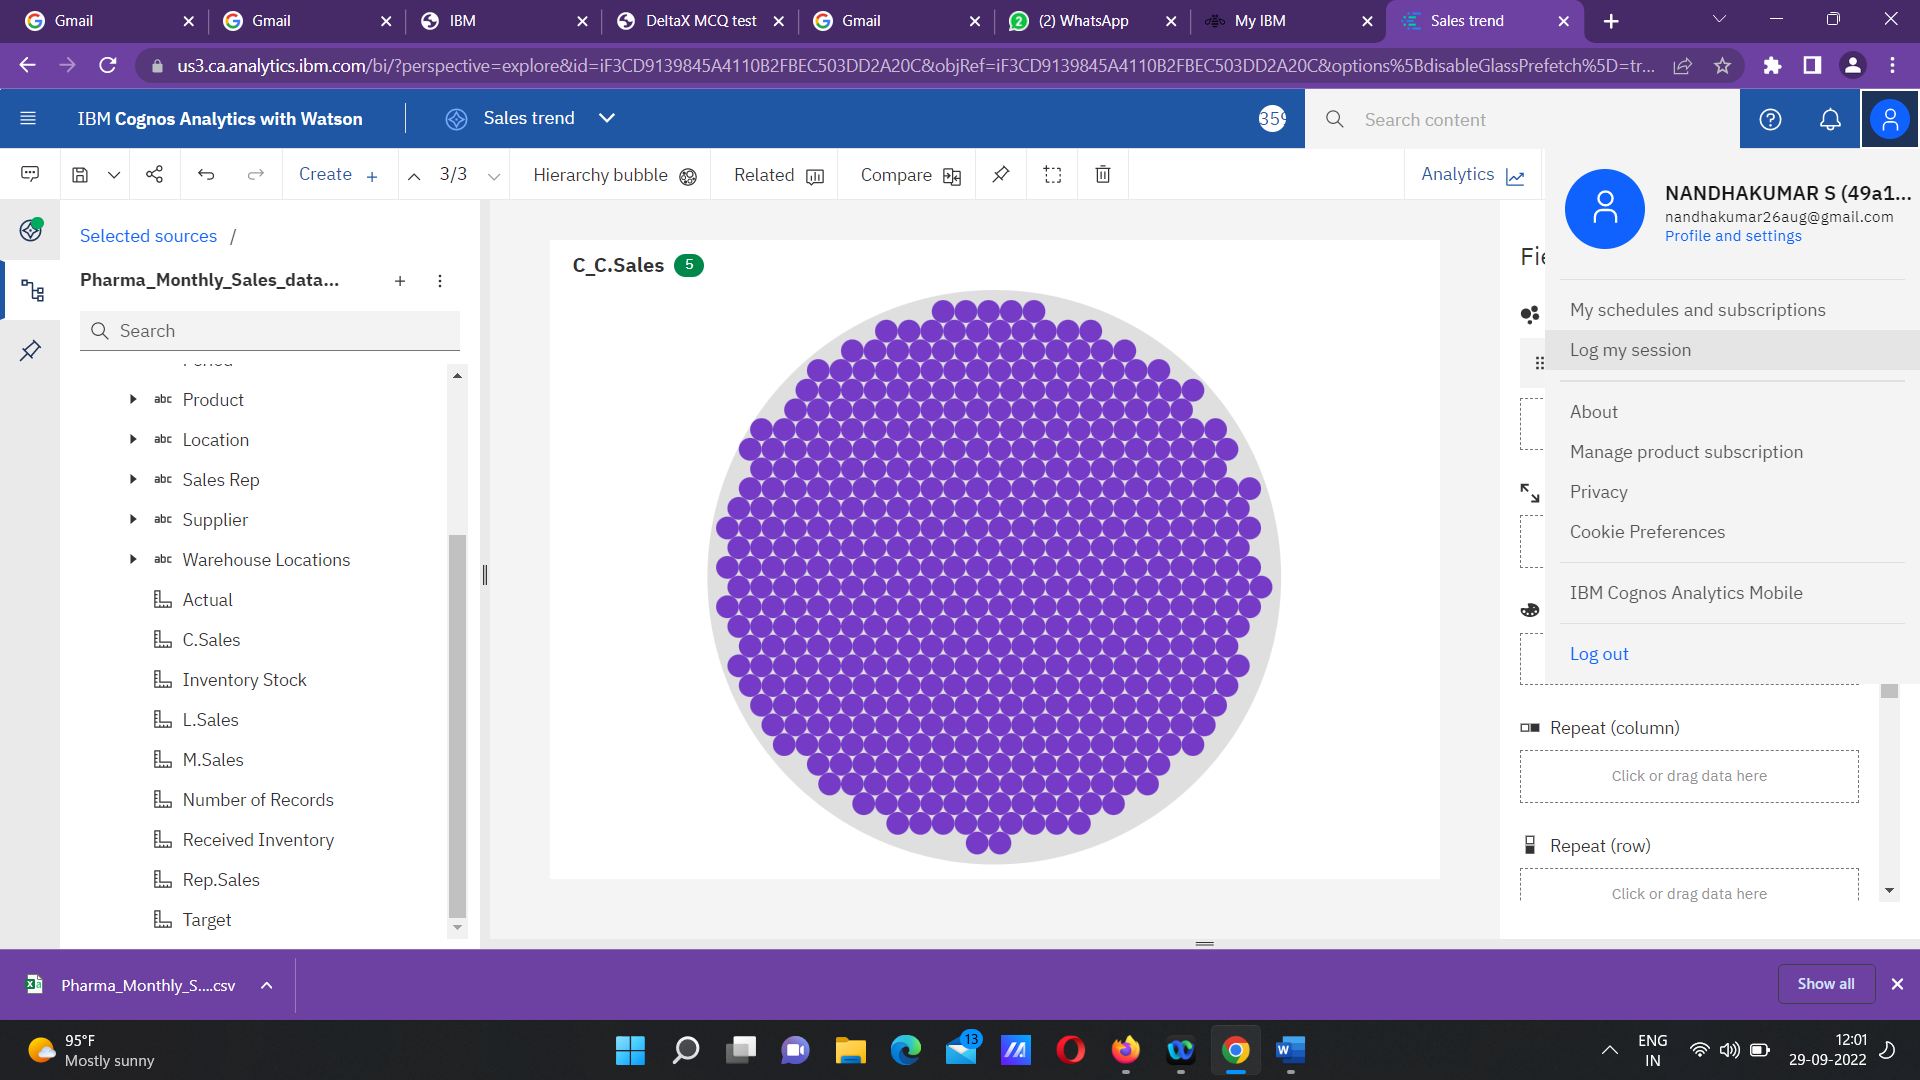 Gmail
Gmail
IBM
DeltaX MCQ test
Gmail
(2) WhatsApp
My IBM
Sales trend
us3.ca.analytics.ibm.com/bi/?perspective=explore&id=iF3CD9139845A4110B2FBEC503DD2A20C&objRef=iF3CD9139845A4110B2FBEC503DD2A20C&options%5BdisableGlassPrefetch%5D=tr...
IBM Cognos Analytics with Watson
Sales trend
359
Search content
Create +
3/3
Hierarchy bubble
Related
Compare
Analytics
NANDHAKUMAR S (49a1...
nandhakumar26aug@gmail.com
Profile and settings
My schedules and subscriptions
Log my session
About
Manage product subscription
Privacy
Cookie Preferences
IBM Cognos Analytics Mobile
Log out
Selected sources /
Pharma_Monthly_Sales_data...
Search
abc Product
abc Location
abc Sales Rep
abc Supplier
abc Warehouse Locations
Actual
C.Sales
Inventory Stock
L.Sales
M.Sales
Number of Records
Received Inventory
Rep.Sales
Target
C_C.Sales 5
Repeat (column)
Click or drag data here
Repeat (row)
Click or drag data here
Pharma_Monthly_S....csv
Show all
95°F
Mostly sunny
13
ENG
IN
12:01
29-09-2022